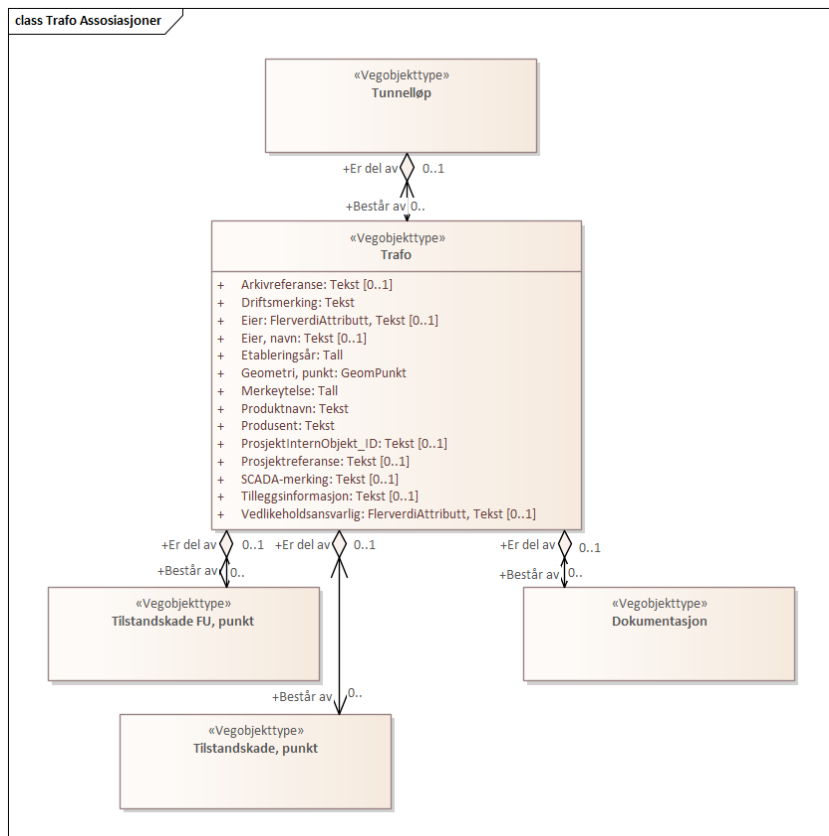 class Trafo Assosiasjoner
«Vegobjekttype»
Tunnelløp
+Er del av 0..1
+Består av 0..
«Vegobjekttype»
Trafo
+ Arkivreferanse: Tekst [0..1]
+ Driftsmerking: Tekst
+ Eier: FlerverdiAttributt, Tekst [0..1]
+ Eier, navn: Tekst [0..1]
+ Etableringsår: Tall
+ Geometri, punkt: GeomPunkt
+ Merkeytelse: Tall
+ Produktnavn: Tekst
+ Produsent: Tekst
+ ProsjektInternObjekt_ID: Tekst [0..1]
+ Prosjektreferanse: Tekst [0..1]
+ SCADA-merking: Tekst [0..1]
+ Tilleggsinformasjon: Tekst [0..1]
+ Vedlikeholdsansvarlig: FlerverdiAttributt, Tekst [0..1]
+Er del av 0..1 +Er del av 0..1 +Er del av 0..1
+Består av 0.. +Består av 0..
«Vegobjekttype»
Tilstandskade FU, punkt
«Vegobjekttype»
Dokumentasjon
+Består av 0..
«Vegobjekttype»
Tilstandskade, punkt